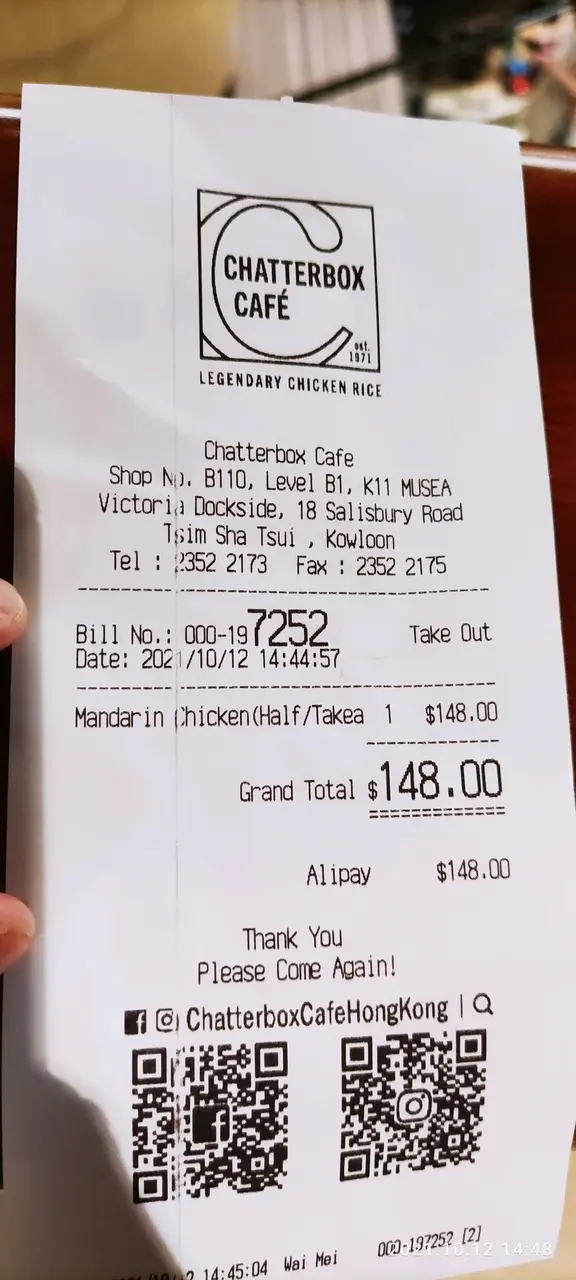 CHATTERBOX
CAFÉ
est.
1971
LEGENDARY CHICKEN RICE
Chatterbox Cafe
Shop No. B110, Level B1, K11 MUSEA
Victoria Dockside, 18 Salisbury Road
Tsim Sha Tsui , Kowloon
Tel : 2352 2173 Fax : 2352 2175
Bill No.: 000-197252 Take Out
Date: 2021/10/12 14:44:57
Mandarin Chicken(Half/Takea 1 $148.00
Grand Total $148.00
Alipay $148.00
Thank You
Please Come Again!
ChatterboxCafeHongKong |
14:45:04 Wai Mei 000-197252 [2]
2021.10.12 14:48